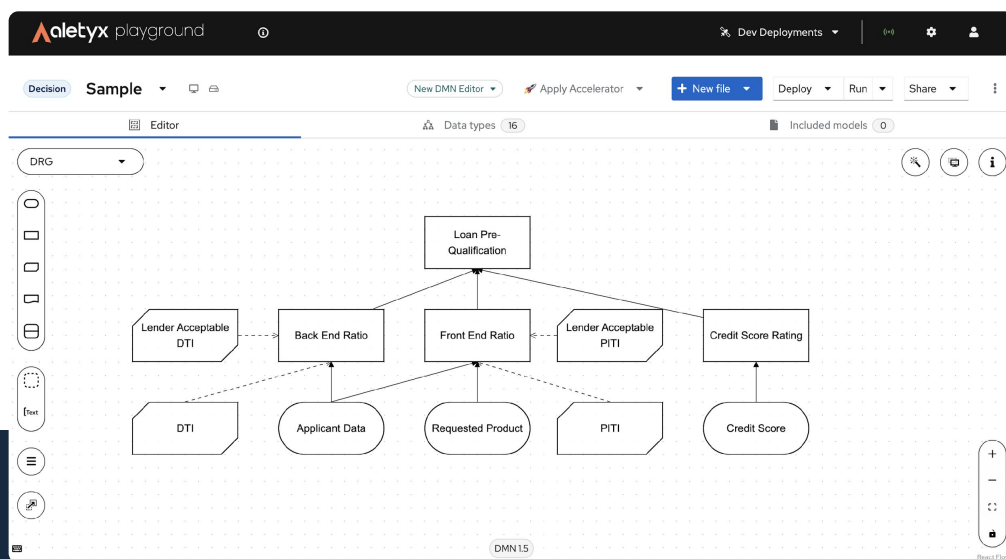 Aletyx playground
Dev Deployments
Decision
Sample
New DMN Editor
Apply Accelerator
+ New file
Deploy
Run
Share
Editor
Data types 16
Included models 0
DRG
Loan Pre-
Qualification
Lender Acceptable
DTI
Back End Ratio
Front End Ratio
Lender Acceptable
PITI
Credit Score Rating
[Text
DTI
Applicant Data
Requested Product
PITI
Credit Score
DMN 1.5